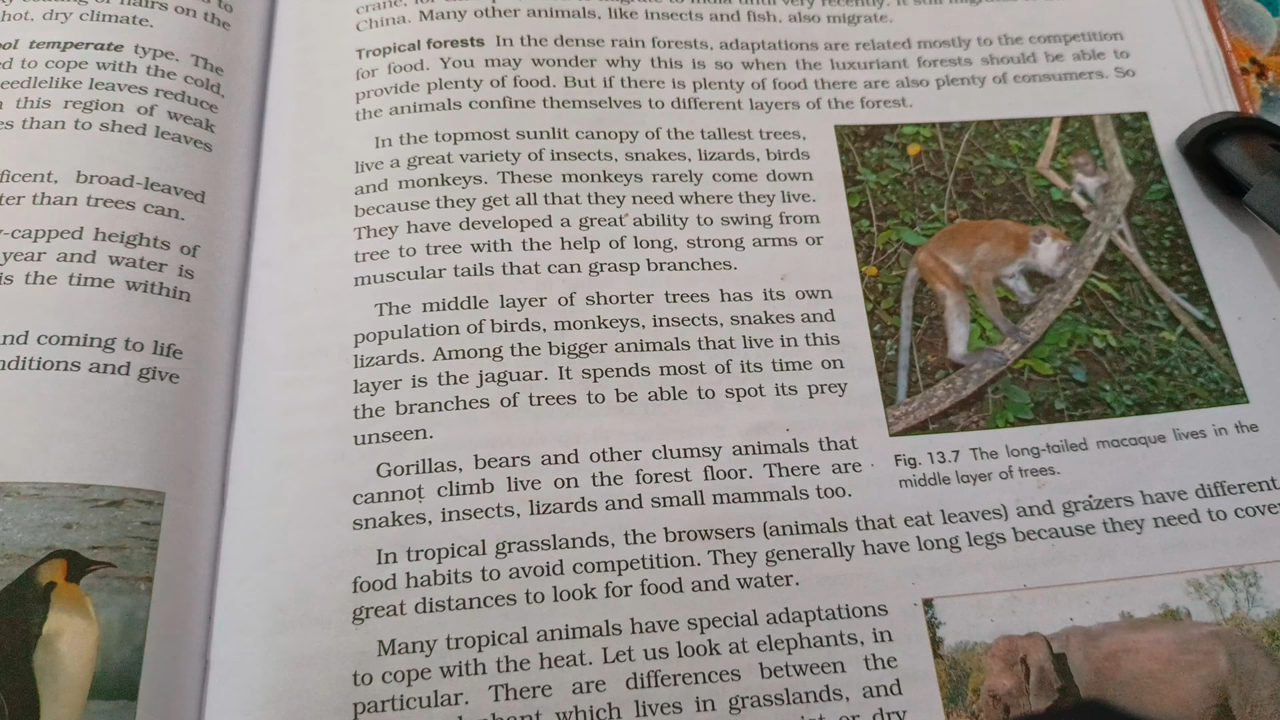 hairs on the
hot, dry climate.
ool temperate type. The
ed to cope with the cold,
eedlelike leaves reduce
this region of weak
es than to shed leaves
ficent, broad-leaved
ter than trees can.
y-capped heights of
year and water is
is the time within
nd coming to life
nditions and give
China. Many other animals, like insects and fish, also migrate.
Tropical forests In the dense rain forests, adaptations are related mostly to the competition
for food. You may wonder why this is so when the luxuriant forests should be able to
provide plenty of food. But if there is plenty of food there are also plenty of consumers. So
the animals confine themselves to different layers of the forest.
In the topmost sunlit canopy of the tallest trees,
live a great variety of insects, snakes, lizards, birds
and monkeys. These monkeys rarely come down
because they get all that they need where they live.
They have developed a great ability to swing from
tree to tree with the help of long, strong arms or
muscular tails that can grasp branches.
The middle layer of shorter trees has its own
population of birds, monkeys, insects, snakes and
lizards. Among the bigger animals that live in this
layer is the jaguar. It spends most of its time on
the branches of trees to be able to spot its prey
unseen.
Gorillas, bears and other clumsy animals that
cannot climb live on the forest floor. There are
snakes, insects, lizards and small mammals too.
Fig. 13.7 The long-tailed macaque lives in the
middle layer of trees.
In tropical grasslands, the browsers (animals that eat leaves) and grazers have different
food habits to avoid competition. They generally have long legs because they need to cove
great distances to look for food and water.
Many tropical animals have special adaptations
to cope with the heat. Let us look at elephants, in
particular. There are differences between the
which lives in grasslands, and
or dry